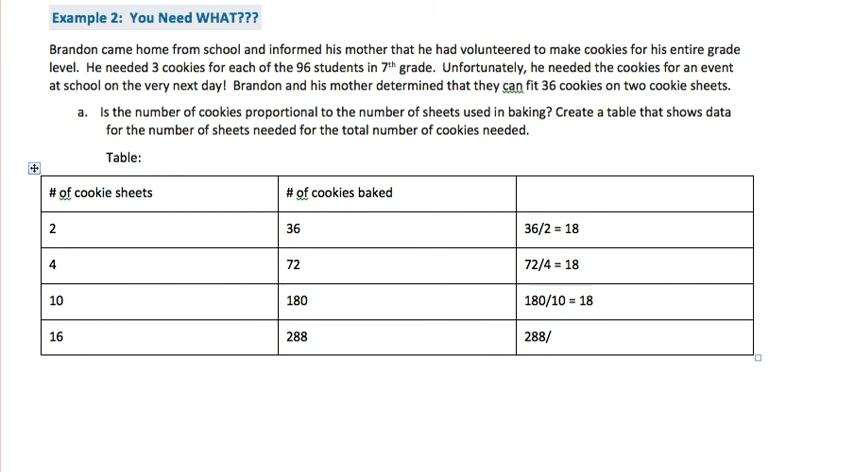 Example 2: You Need WHAT???
Brandon came home from school and informed his mother that he had volunteered to make cookies for his entire grade
level. He needed 3 cookies for each of the 96 students in 7th grade. Unfortunately, he needed the cookies for an event
at school on the very next day! Brandon and his mother determined that they can fit 36 cookies on two cookie sheets.
a. Is the number of cookies proportional to the number of sheets used in baking? Create a table that shows data
for the number of sheets needed for the total number of cookies needed.
Table:
# of cookie sheets # of cookies baked
2 36 36/2 = 18
4 72 72/4 = 18
10 180 180/10 = 18
16 288 288/